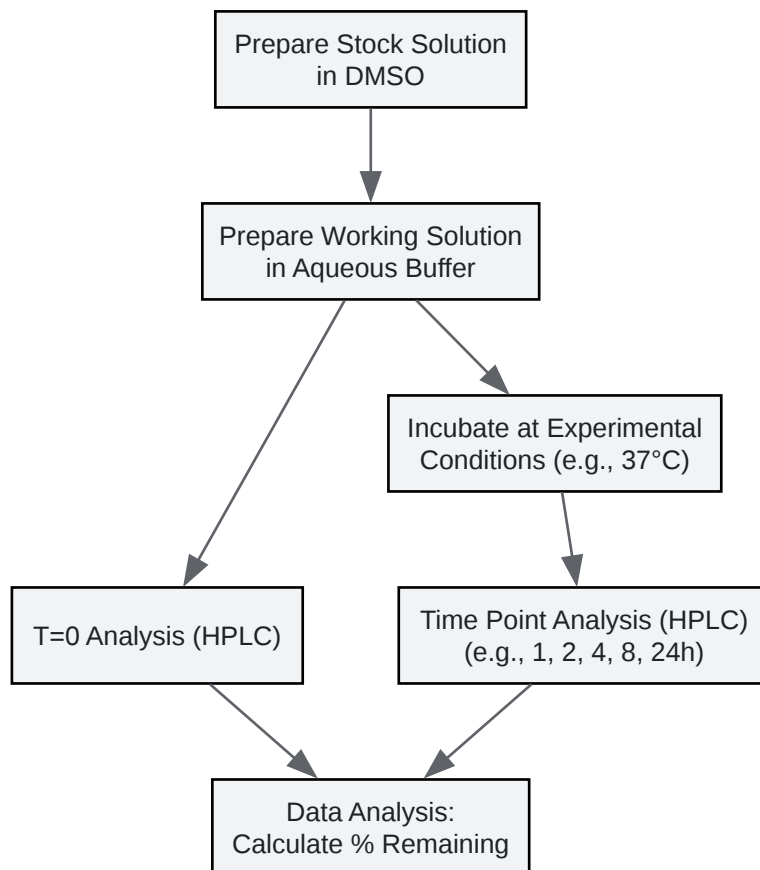 Prepare Stock Solution
in DMSO
Prepare Working Solution
in Aqueous Buffer
Incubate at Experimental
Conditions (e.g., 37°C)
T=0 Analysis (HPLC)
Time Point Analysis (HPLC)
(e.g., 1, 2, 4, 8, 24h)
Data Analysis:
Calculate % Remaining